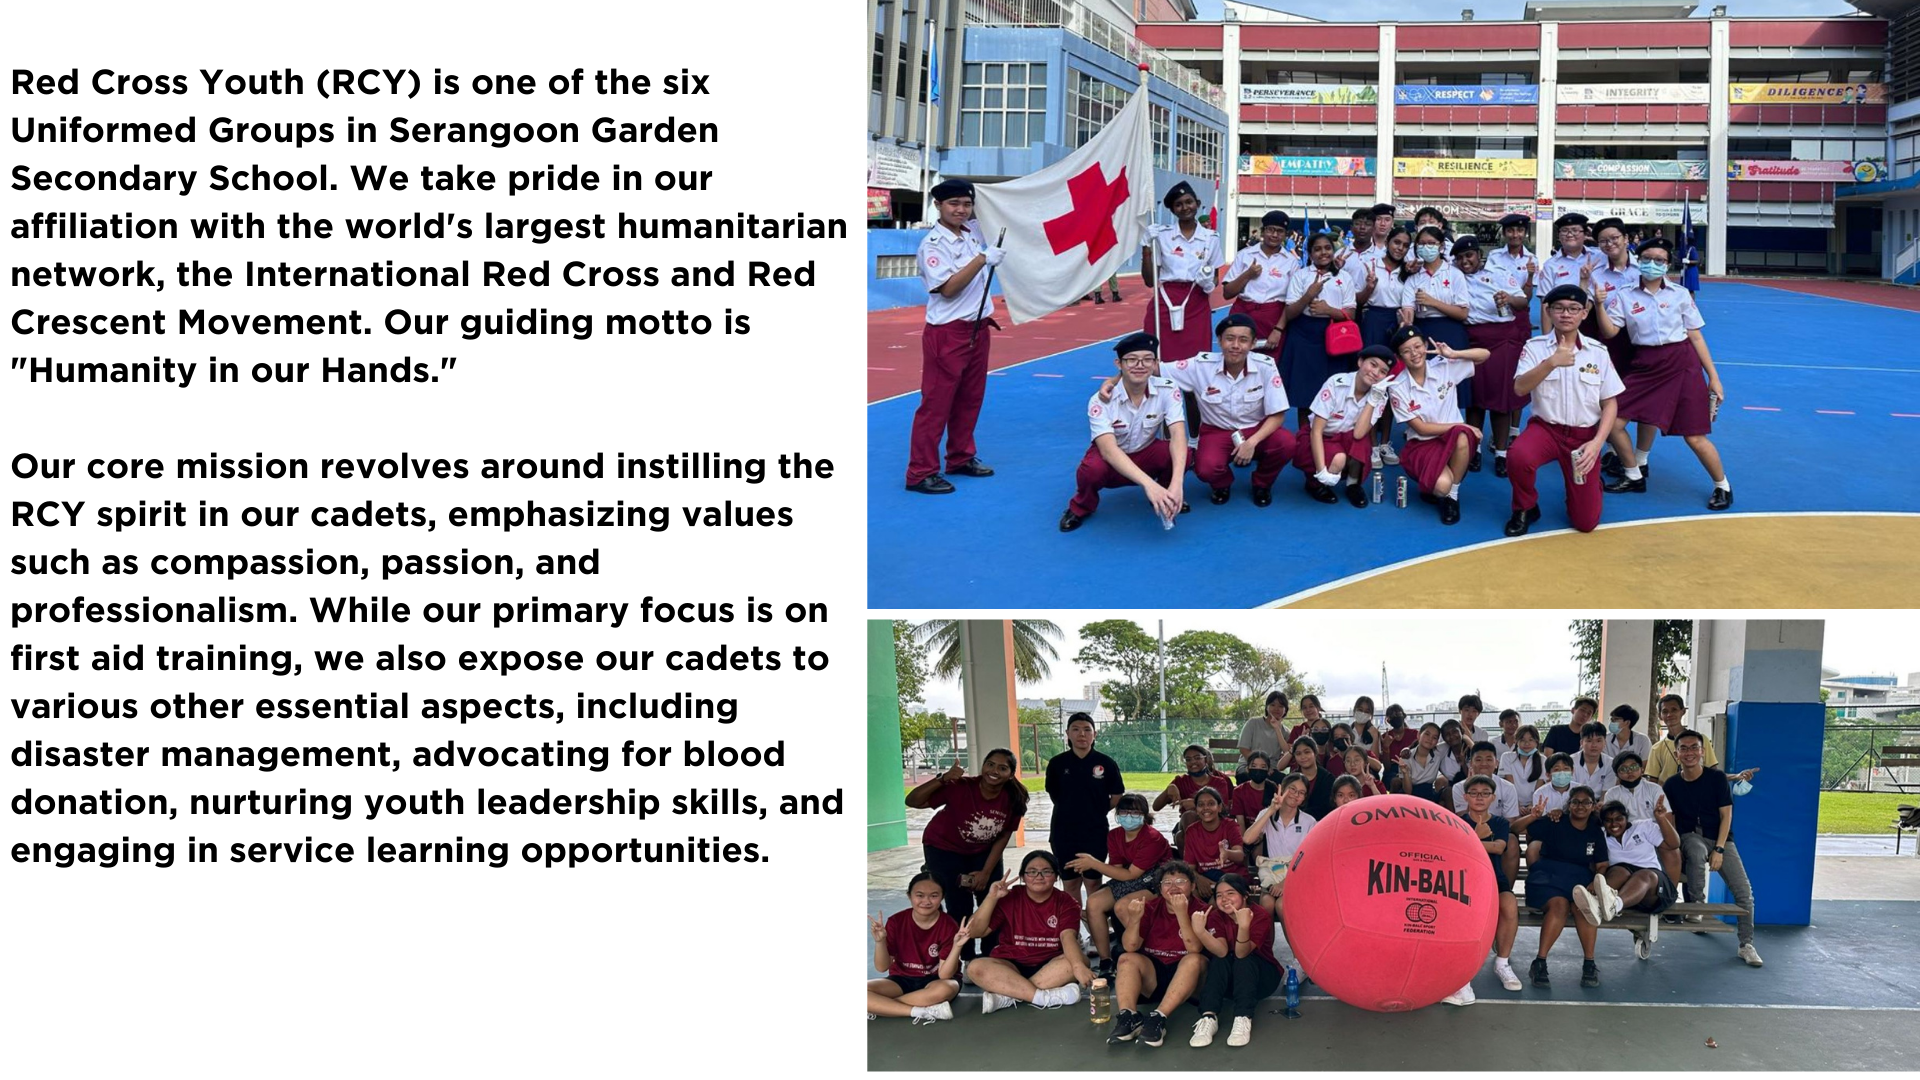 Red Cross Youth (RCY) is one of the six
Uniformed Groups in Serangoon Garden
Secondary School. We take pride in our
affiliation with the world's largest humanitarian
network, the International Red Cross and Red
Crescent Movement. Our guiding motto is
"Humanity in our Hands."
Our core mission revolves around instilling the
RCY spirit in our cadets, emphasizing values
such as compassion, passion, and
professionalism. While our primary focus is on
first aid training, we also expose our cadets to
various other essential aspects, including
disaster management, advocating for blood
donation, nurturing youth leadership skills, and
engaging in service learning opportunities.
PERSEVERANCE
RESPECT
INTEGRITY
DILIGENCE
EMPATHY
RESILIENCE
COMPASSION
Gratitude
GRACE
OMNIKIN
OFFICIAL
KIN-BALL
INTERNATIONAL
KIN-BALL SPORT
FEDERATION